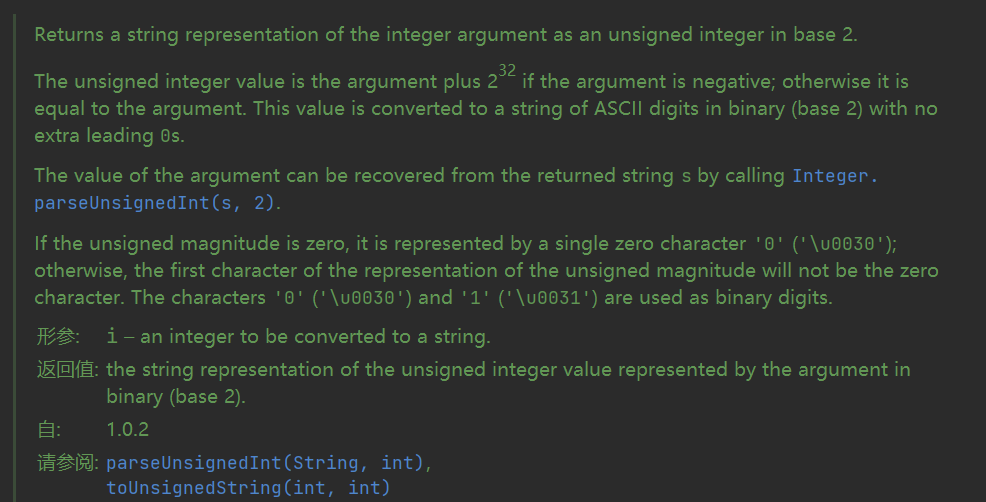 Returns a string representation of the integer argument as an unsigned integer in base 2.
The unsigned integer value is the argument plus 2³² if the argument is negative; otherwise it is
equal to the argument. This value is converted to a string of ASCII digits in binary (base 2) with no
extra leading 0s.
The value of the argument can be recovered from the returned string s by calling Integer.
parseUnsignedInt(s, 2).
If the unsigned magnitude is zero, it is represented by a single zero character '0' ('\u0030');
otherwise, the first character of the representation of the unsigned magnitude will not be the zero
character. The characters '0' ('\u0030') and '1' ('\u0031') are used as binary digits.
形参: i – an integer to be converted to a string.
返回值: the string representation of the unsigned integer value represented by the argument in
binary (base 2).
自: 1.0.2
请参阅: parseUnsignedInt(String, int),
toUnsignedString(int, int)